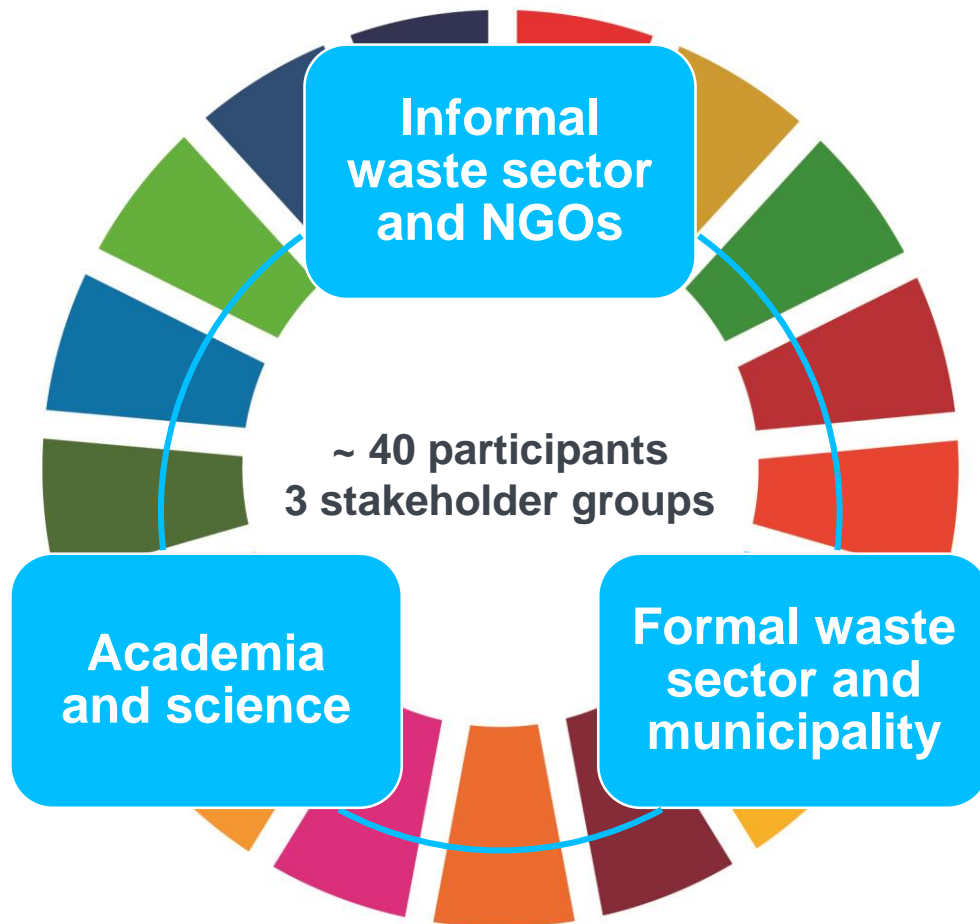 Informal
waste sector
and NGOs
~ 40 participants
3 stakeholder groups
Academia
and science
Formal waste
sector and
municipality